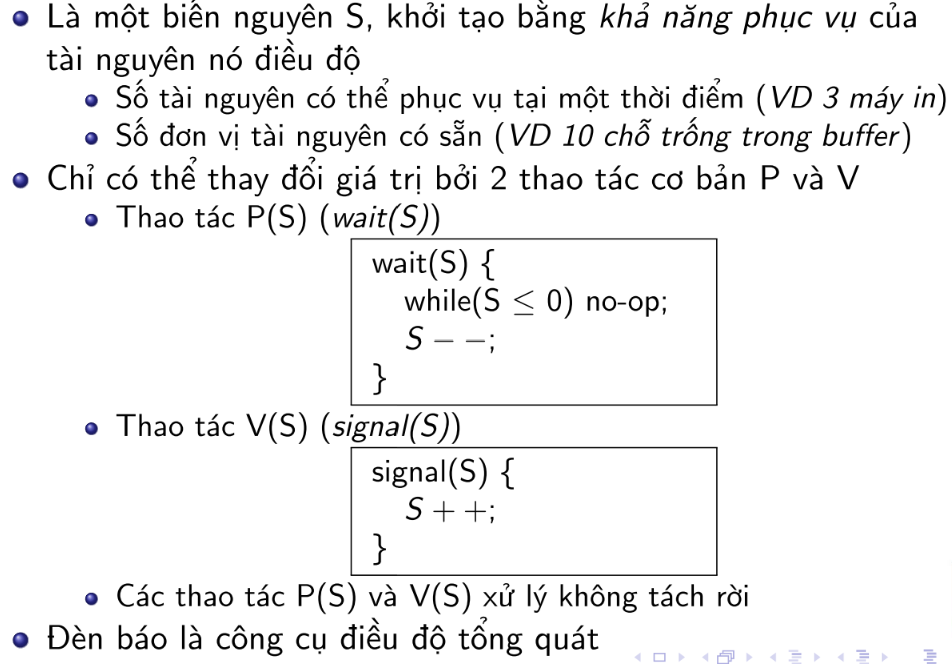 Là một biến nguyên S, khởi tạo bằng khả năng phục vụ của
tài nguyên nó điều độ
Số tài nguyên có thể phục vụ tại một thời điểm (VD 3 máy in)
Số đơn vị tài nguyên có sẵn (VD 10 chỗ trống trong buffer)
Chỉ có thể thay đổi giá trị bởi 2 thao tác cơ bản P và V
Thao tác P(S) (wait(S))
wait(S) {
while(S ≤ 0) no-op;
S − −;
}
Thao tác V(S) (signal(S))
signal(S) {
S + +;
}
Các thao tác P(S) và V(S) xử lý không tách rời
Đèn báo là công cụ điều độ tổng quát